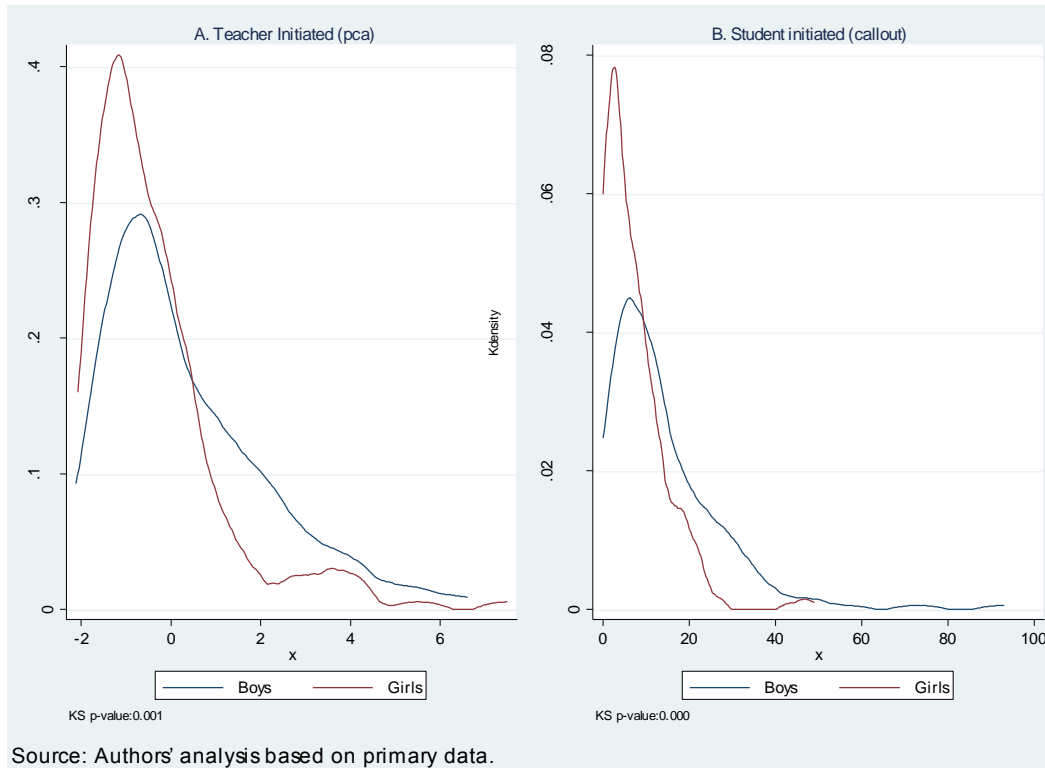 A. Teacher Initiated (pca)
.4
.3
.2
.1
0
-2 0 2 4 6
x
Boys Girls
KS p-value:0.001
B. Student initiated (callout)
Kdensity
.08
.06
.04
.02
0
0 20 40 60 80 100
x
Boys Girls
KS p-value:0.000
Source: Authors' analysis based on primary data.